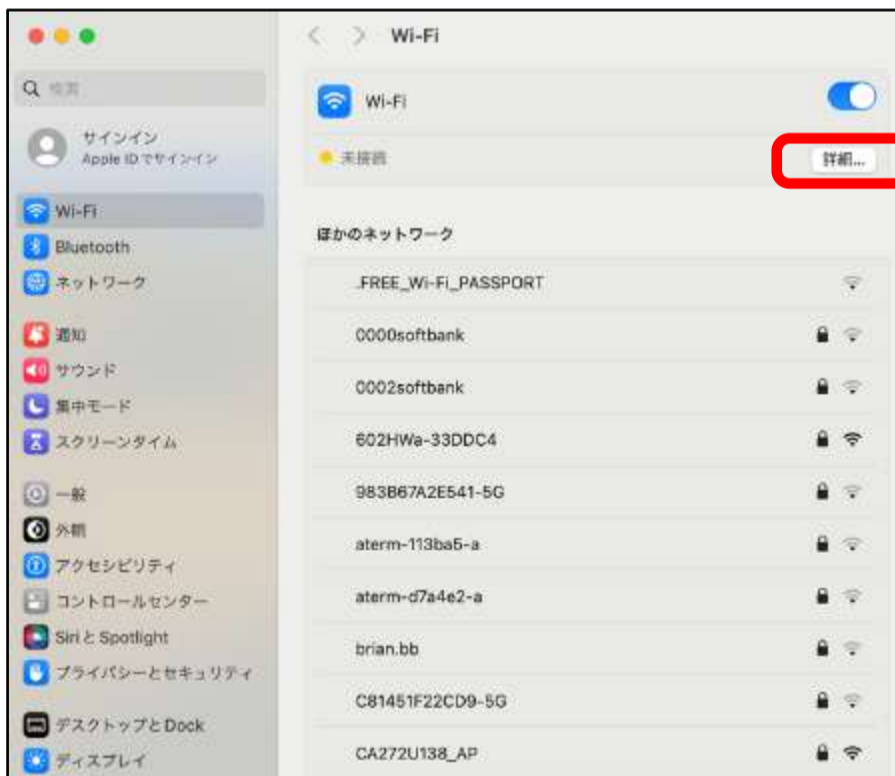 Wi-Fi
検索
サインイン
Apple IDでサインイン
Wi-Fi
Bluetooth
ネットワーク
通知
サウンド
集中モード
スクリーンタイム
一般
外観
アクセシビリティ
コントロールセンター
Siri と Spotlight
プライバシーとセキュリティ
デスクトップとDock
ディスプレイ
Wi-Fi
未接続
詳細...
ほかのネットワーク
.FREE_Wi-Fi_PASSPORT
0000softbank
0002softbank
602HWa-33DDC4
983B67A2E541-5G
aterm-113ba5-a
aterm-d7a4e2-a
brian.bb
C81451F22CD9-5G
CA272U138_AP